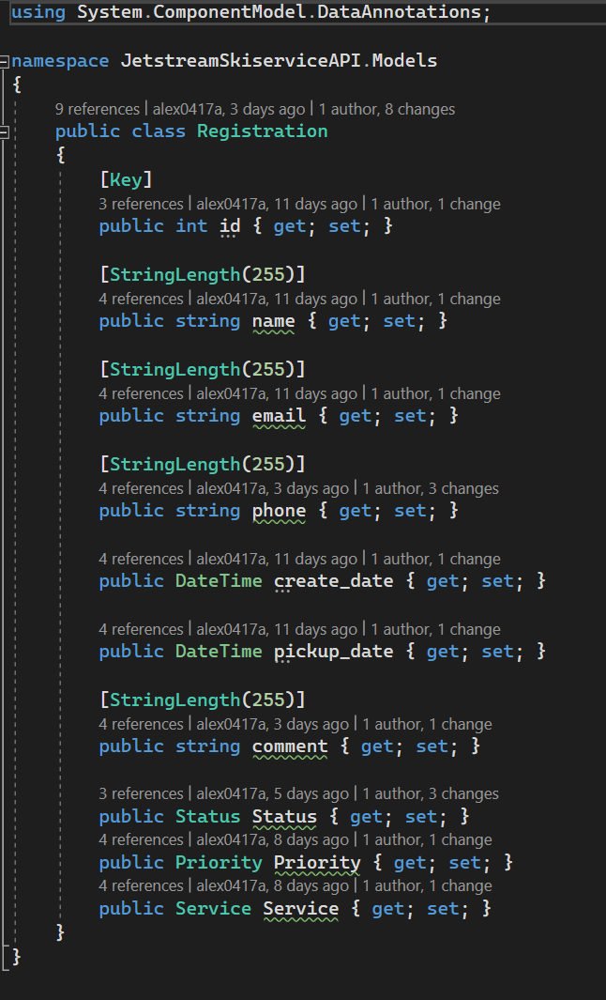 using System.ComponentModel.DataAnnotations;
namespace JetstreamSkiserviceAPI.Models
{
9 references | alex0417a, 3 days ago | 1 author, 8 changes
public class Registration
{
[Key]
3 references | alex0417a, 11 days ago | 1 author, 1 change
public int id { get; set; }
[StringLength(255)]
4 references | alex0417a, 11 days ago | 1 author, 1 change
public string name { get; set; }
[StringLength(255)]
4 references | alex0417a, 11 days ago | 1 author, 1 change
public string email { get; set; }
[StringLength(255)]
4 references | alex0417a, 3 days ago | 1 author, 3 changes
public string phone { get; set; }
4 references | alex0417a, 11 days ago | 1 author, 1 change
public DateTime create_date { get; set; }
4 references | alex0417a, 11 days ago | 1 author, 1 change
public DateTime pickup_date { get; set; }
[StringLength(255)]
4 references | alex0417a, 3 days ago | 1 author, 1 change
public string comment { get; set; }
3 references | alex0417a, 5 days ago | 1 author, 3 changes
public Status Status { get; set; }
4 references | alex0417a, 8 days ago | 1 author, 1 change
public Priority Priority { get; set; }
4 references | alex0417a, 8 days ago | 1 author, 1 change
public Service Service { get; set; }
}
}